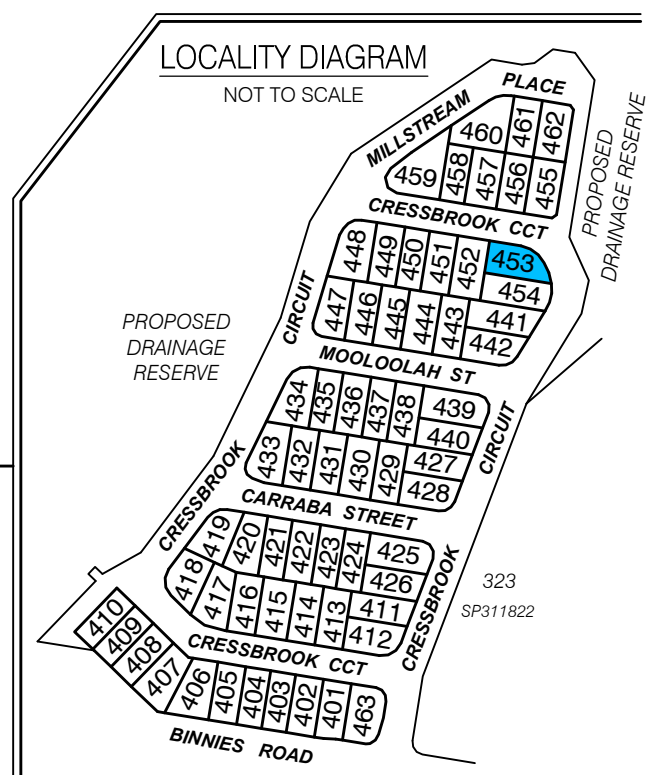 LOCALITY DIAGRAM
NOT TO SCALE
MILLSTREAM PLACE
460 461 462
459 458 457 456 455
PROPOSED
DRAINAGE RESERVE
CRESSBROOK CCT
448 449 450 451 452 453
454
447 446 445 444 443 441
442
CIRCUIT
PROPOSED
DRAINAGE
RESERVE
MOOLOOLAH ST
434 435 436 437 438 439
440
433 432 431 430 429 427
428
CIRCUIT
CRESSBROOK
CARRABA STREET
419 420 421 422 423 424 425
426
418 417 416 415 414 413 411
412
CRESSBROOK
323
SP311822
CRESSBROOK CCT
410
409
408
407
406 405 404 403 402 401 463
BINNIES ROAD